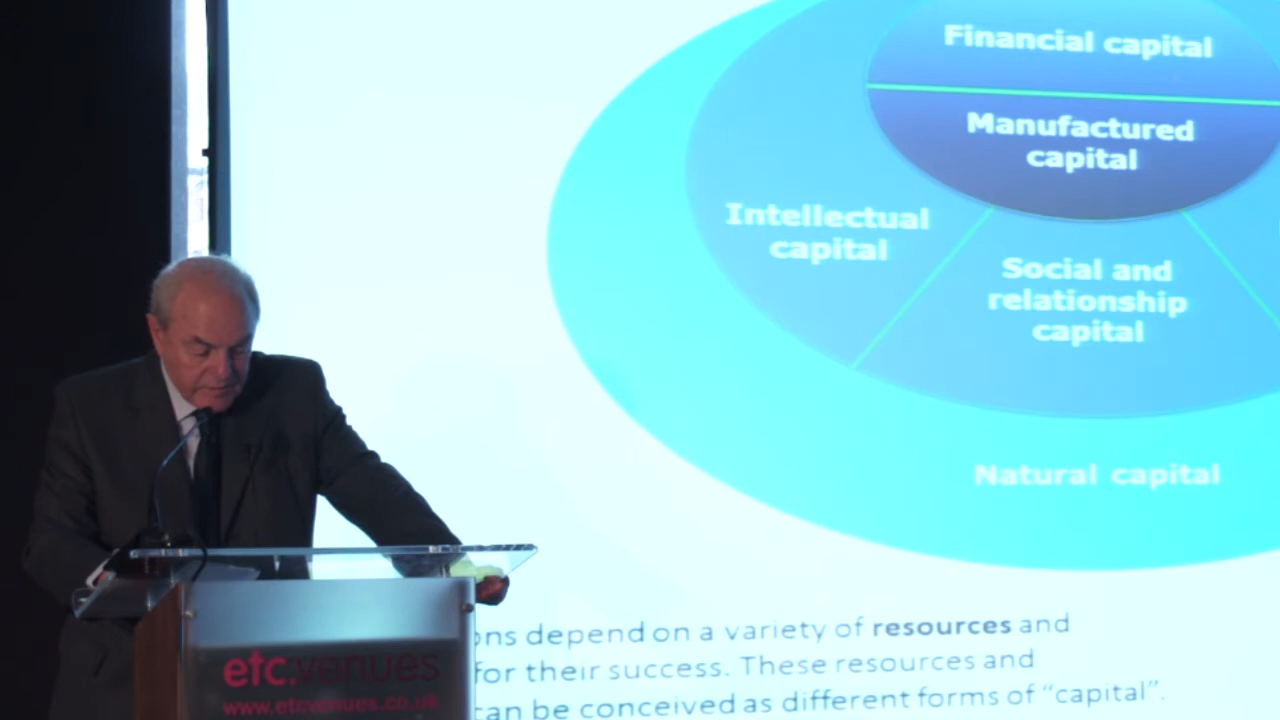 Financial capital
Manufactured
capital
Intellectual
capital
Social and
relationship
capital
Natural capital
depend on a variety of resources and
for their success. These resources and
can be conceived as different forms of “capital”.
etc.venues
www.etcvenues.co.uk